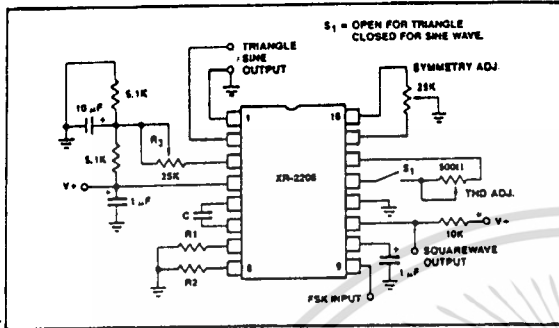 S₁ = OPEN FOR TRIANGLE
CLOSED FOR SINE WAVE
TRIANGLE
SINE
OUTPUT
SYMMETRY ADJ.
5.1K
25K
10 µF
1
16
R3
5.1K
XR-2206
S₁
500Ω
25K
THD ADJ.
V+
1 µF
C
V+
10K
R1
SQUAREWAVE
OUTPUT
R2
8
9
1 µF
FSK INPUT